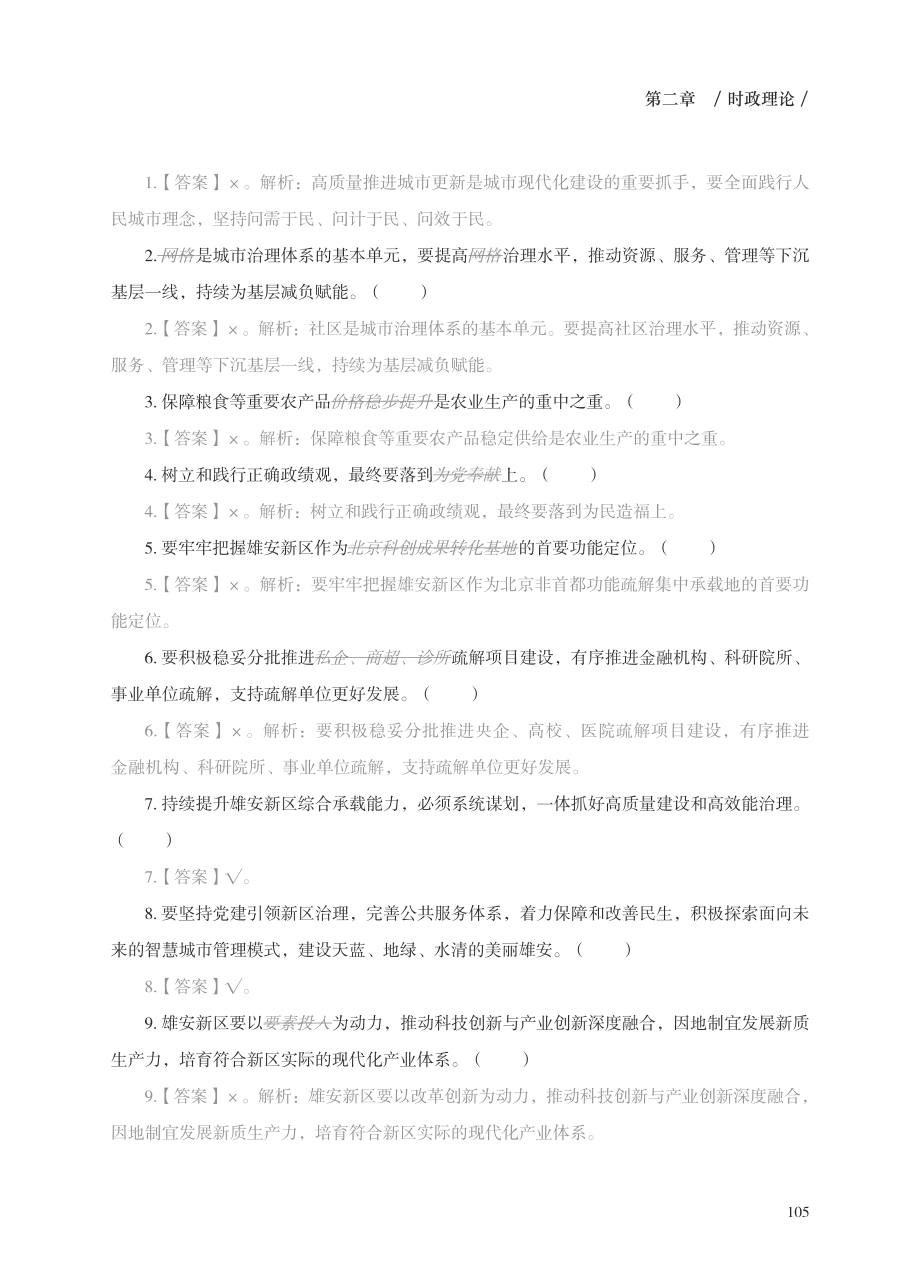 第二章 / 时政理论 /
1.【答案】×。解析：高质量推进城市更新是城市现代化建设的重要抓手，要全面践行人
民城市理念，坚持问需于民、问计于民、问效于民。
2. 网格是城市治理体系的基本单元，要提高网格治理水平，推动资源、服务、管理等下沉
基层一线，持续为基层减负赋能。（　　）
2.【答案】×。解析：社区是城市治理体系的基本单元。要提高社区治理水平，推动资源、
服务、管理等下沉基层一线，持续为基层减负赋能。
3. 保障粮食等重要农产品价格稳步提升是农业生产的重中之重。（　　）
3.【答案】×。解析：保障粮食等重要农产品稳定供给是农业生产的重中之重。
4. 树立和践行正确政绩观，最终要落到为党奉献上。（　　）
4.【答案】×。解析：树立和践行正确政绩观，最终要落到为民造福上。
5. 要牢牢把握雄安新区作为北京科创成果转化基地的首要功能定位。（　　）
5.【答案】×。解析：要牢牢把握雄安新区作为北京非首都功能疏解集中承载地的首要功
能定位。
6. 要积极稳妥分批推进私企、商超、诊所疏解项目建设，有序推进金融机构、科研院所、
事业单位疏解，支持疏解单位更好发展。（　　）
6.【答案】×。解析：要积极稳妥分批推进央企、高校、医院疏解项目建设，有序推进
金融机构、科研院所、事业单位疏解，支持疏解单位更好发展。
7. 持续提升雄安新区综合承载能力，必须系统谋划，一体抓好高质量建设和高效能治理。
（　　）
7.【答案】√。
8. 要坚持党建引领新区治理，完善公共服务体系，着力保障和改善民生，积极探索面向未
来的智慧城市管理模式，建设天蓝、地绿、水清的美丽雄安。（　　）
8.【答案】√。
9. 雄安新区要以要素投入为动力，推动科技创新与产业创新深度融合，因地制宜发展新质
生产力，培育符合新区实际的现代化产业体系。（　　）
9.【答案】×。解析：雄安新区要以改革创新为动力，推动科技创新与产业创新深度融合，
因地制宜发展新质生产力，培育符合新区实际的现代化产业体系。
105